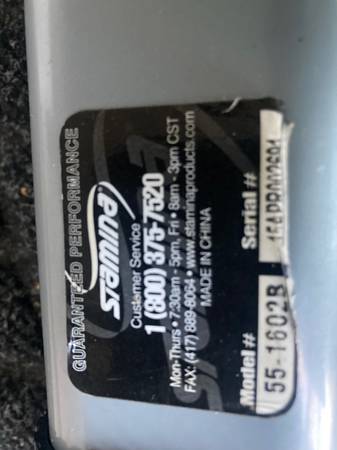 GUARANTEED PERFORMANCE
stamina
Customer Service
1 (800) 375-7520
Mon-Thurs • 7:30am - 5pm, Fri • 8am - 3pm CST
FAX: (417) 889-8064 • www.staminaproducts.com
MADE IN CHINA
Model #
55-1602B
Serial #